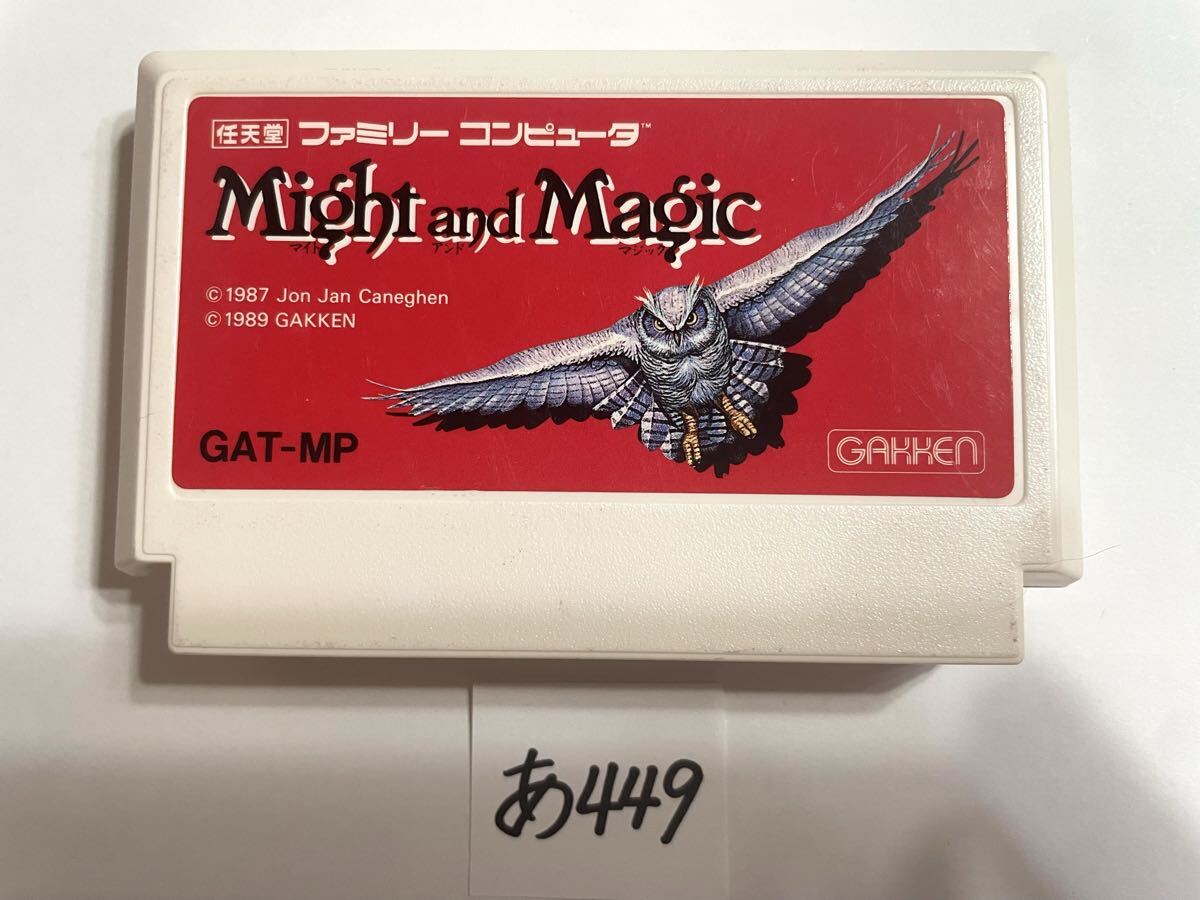 任天堂 ファミリー コンピュータ™
Might and Magic
マイト アンド マジック
© 1987 Jon Jan Caneghen
© 1989 GAKKEN
GAT-MP
GAKKEN
あ449